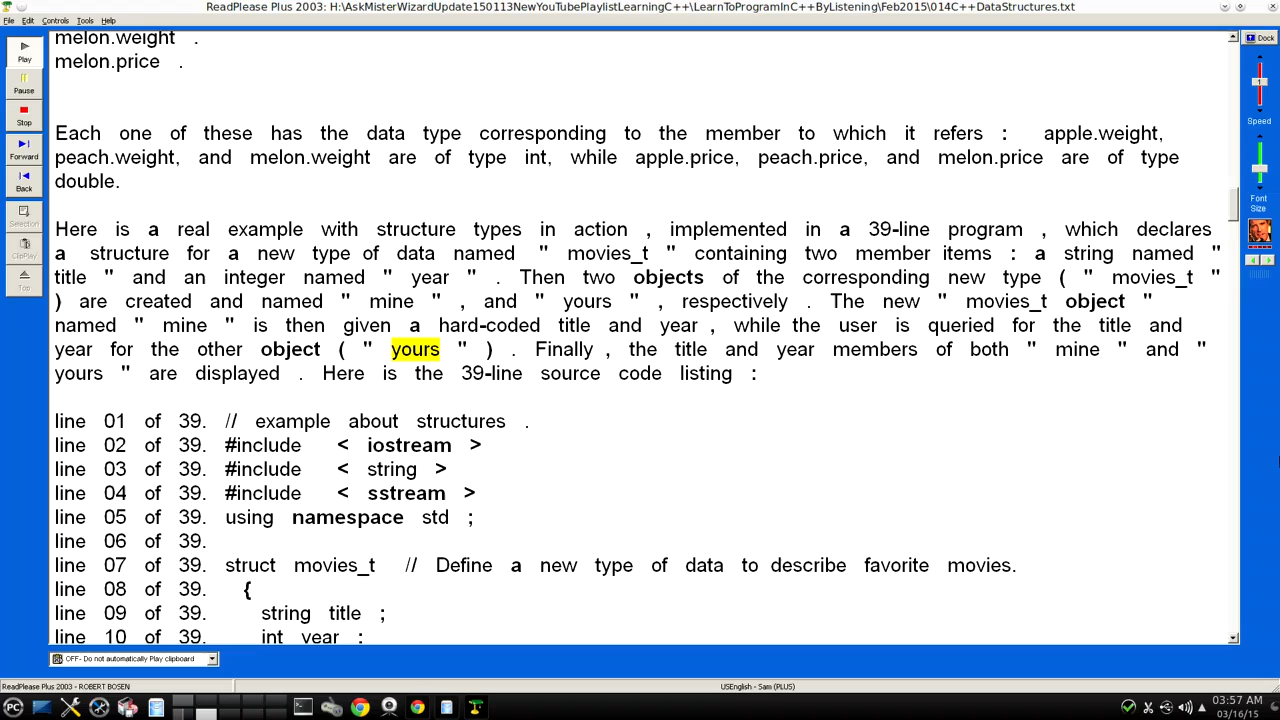 ReadPlease Plus 2003: H:\AskMisterWizardUpdate150113NewYouTubePlaylistLearningC++\LearnToProgramInC++ByListening\Feb2015\014C++DataStructures.txt
File Edit Controls Tools Help
Play
Pause
Stop
Forward
Back
Selection
ClipPlay
Top
melon.weight .
melon.price .
Each one of these has the data type corresponding to the member to which it refers : apple.weight,
peach.weight, and melon.weight are of type int, while apple.price, peach.price, and melon.price are of type
double.
Here is a real example with structure types in action , implemented in a 39-line program , which declares
a structure for a new type of data named " movies_t " containing two member items : a string named "
title " and an integer named " year " . Then two objects of the corresponding new type ( " movies_t "
) are created and named " mine " , and " yours " , respectively . The new " movies_t object "
named " mine " is then given a hard-coded title and year , while the user is queried for the title and
year for the other object ( " yours " ) . Finally , the title and year members of both " mine " and "
yours " are displayed . Here is the 39-line source code listing :
line 01 of 39. // example about structures .
line 02 of 39. #include < iostream >
line 03 of 39. #include < string >
line 04 of 39. #include < sstream >
line 05 of 39. using namespace std ;
line 06 of 39.
line 07 of 39. struct movies_t // Define a new type of data to describe favorite movies.
line 08 of 39. {
line 09 of 39. string title ;
line 10 of 39. int year ;
Dock
Speed
Font
Size
OFF- Do not automatically Play clipboard
ReadPlease Plus 2003 - ROBERT BOSEN
USEnglish - Sam (PLUS)
PC
03:57 AM
03/16/15